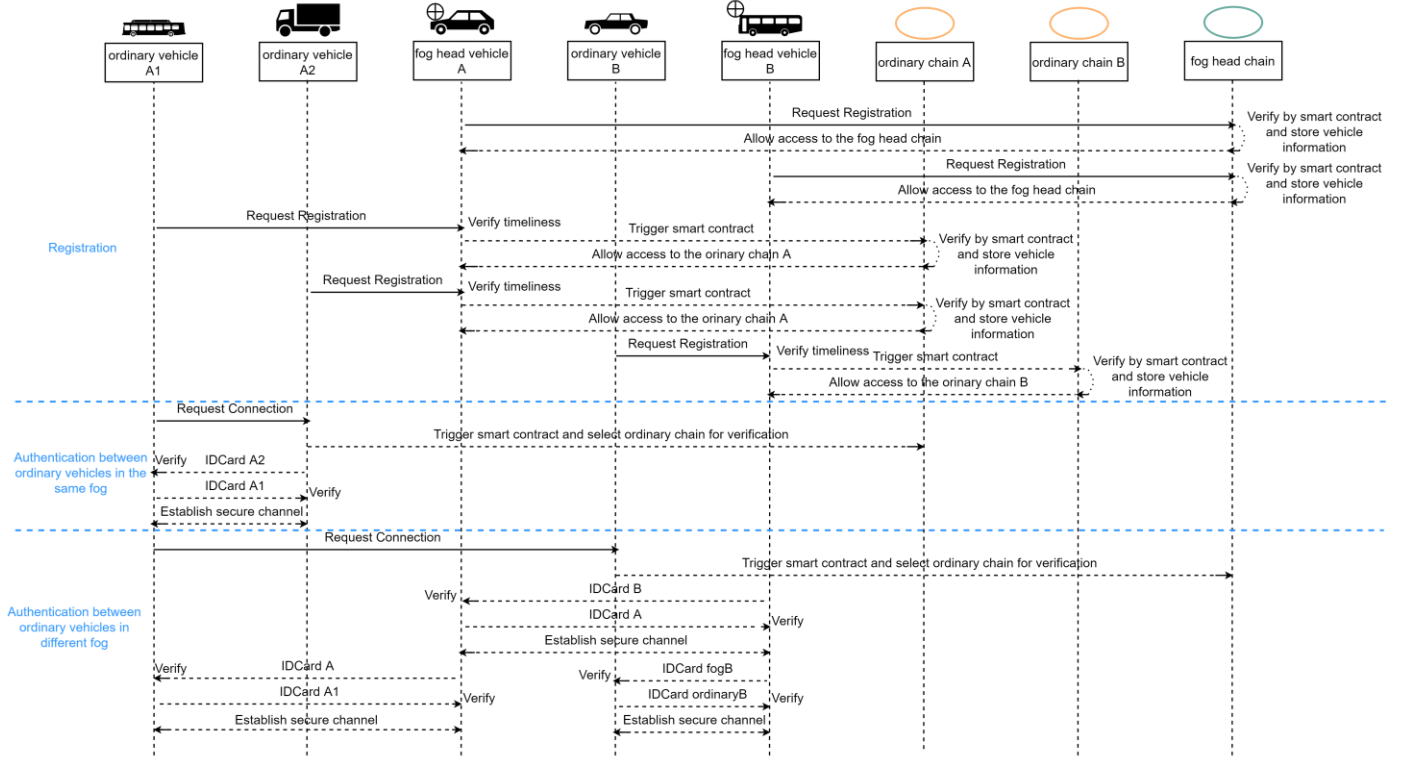 ordinary vehicle
A1
ordinary vehicle
A2
fog head vehicle
A
ordinary vehicle
B
fog head vehicle
B
ordinary chain A
ordinary chain B
fog head chain
Request Registration
Verify by smart contract
and store vehicle
information
Allow access to the fog head chain
Request Registration
Verify by smart contract
and store vehicle
information
Allow access to the fog head chain
Registration
Request Registration
Verify timeliness
Trigger smart contract
Verify by smart contract
and store vehicle
information
Allow access to the orinary chain A
Request Registration
Verify timeliness
Trigger smart contract
Verify by smart contract
and store vehicle
information
Allow access to the orinary chain A
Request Registration
Verify timeliness
Trigger smart contract
Verify by smart contract
and store vehicle
information
Allow access to the orinary chain B
Authentication between
ordinary vehicles in the
same fog
Request Connection
Trigger smart contract and select ordinary chain for verification
Verify
IDCard A2
IDCard A1
Verify
Establish secure channel
Authentication between
ordinary vehicles in
different fog
Request Connection
Trigger smart contract and select ordinary chain for verification
Verify
IDCard B
IDCard A
Verify
Establish secure channel
Verify
IDCard A
Verify
IDCard fogB
IDCard A1
Verify
IDCard ordinaryB
Verify
Establish secure channel
Establish secure channel